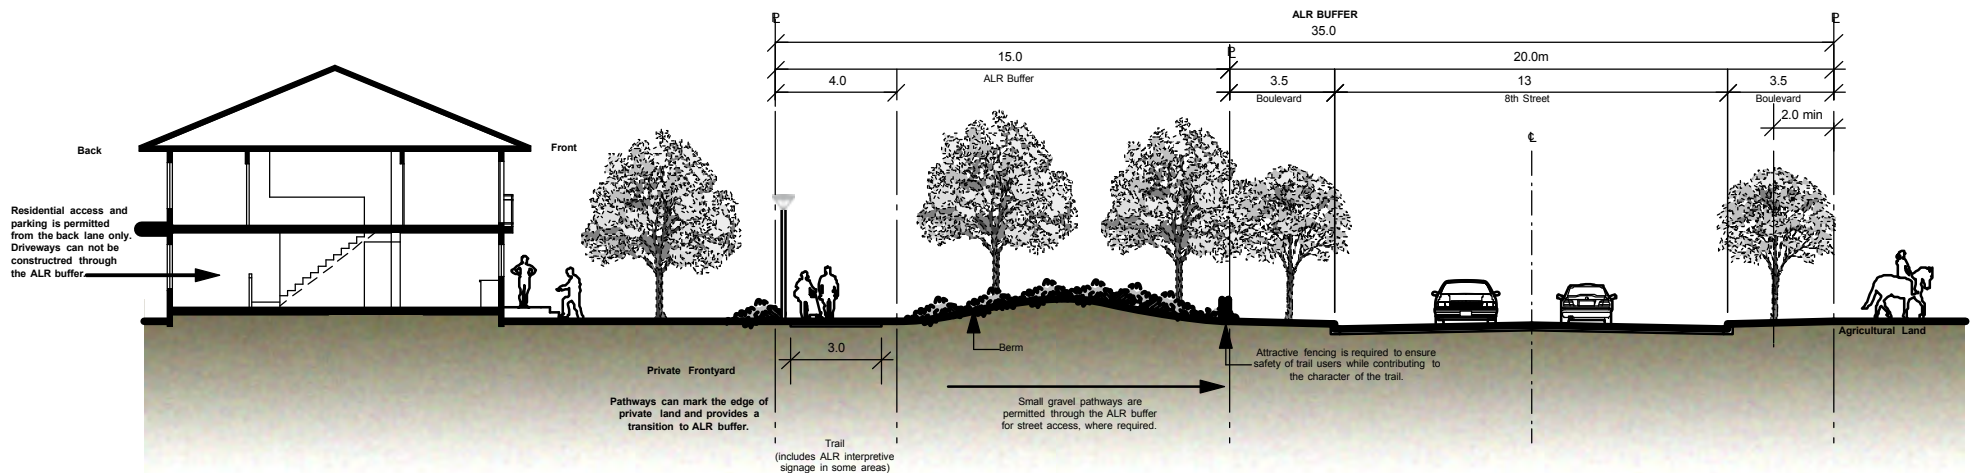 ALR BUFFER
35.0
15.0
20.0m
4.0
ALR Buffer
3.5
13
3.5
Boulevard
8th Street
Boulevard
2.0 min
Back
Front
Residential access and
parking is permitted
from the back lane only.
Driveways can not be
constructred through
the ALR buffer.
Agricultural Land
3.0
Berm
Attractive fencing is required to ensure
safety of trail users while contributing to
the character of the trail.
Private Frontyard
Pathways can mark the edge of
private land and provides a
transition to ALR buffer.
Small gravel pathways are
permitted through the ALR buffer
for street access, where required.
Trail
(includes ALR interpretive
signage in some areas)